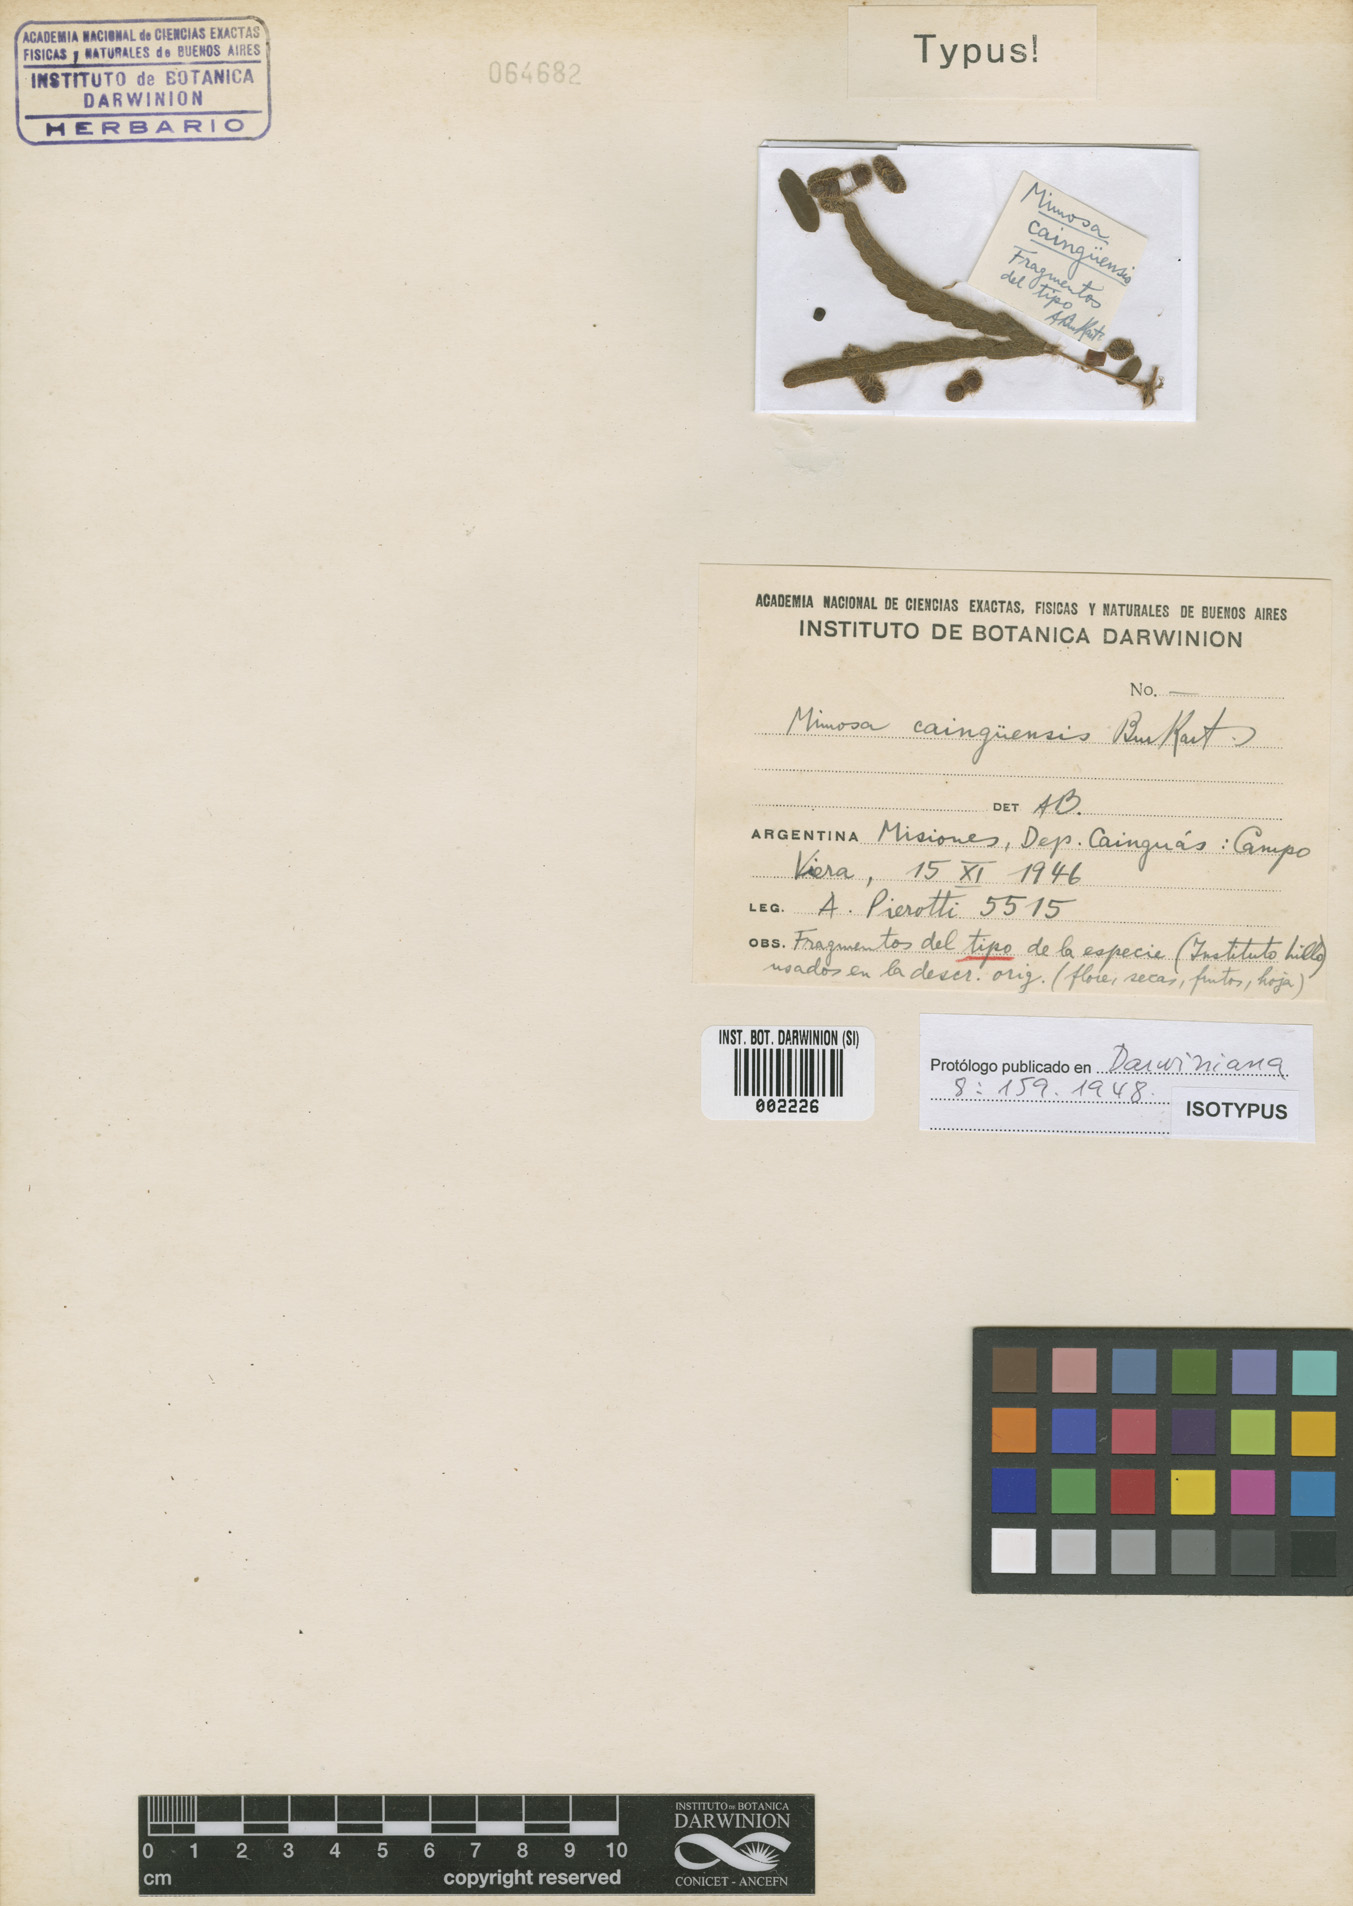 ACADEMIA NACIONAL de CIENCIAS EXACTAS
FISICAS y NATURALES de BUENOS AIRES
INSTITUTO de BOTANICA
DARWINION
HERBARIO
064682
Typus!
Mimosa
caingüensis
Fragmentos
del tipo
ABurkart
ACADEMIA NACIONAL DE CIENCIAS EXACTAS, FISICAS Y NATURALES DE BUENOS AIRES
INSTITUTO DE BOTANICA DARWINION
No. —
Mimosa caingüensis Burkart
DET AB.
ARGENTINA Misiones, Dep. Cainguás: Campo
Viera, 15 XI 1946
LEG. A. Pierotti 5515
OBS. Fragmentos del tipo de la especie (Instituto Lillo)
usados en la descr. orig. (flores, secas, frutos, hoja)
INST. BOT. DARWINION (SI)
002226
Protólogo publicado en Darwiniana
8: 159. 1948.
ISOTYPUS
0 1 2 3 4 5 6 7 8 9 10
cm copyright reserved
INSTITUTO DE BOTANICA
DARWINION
CONICET - ANCEFN